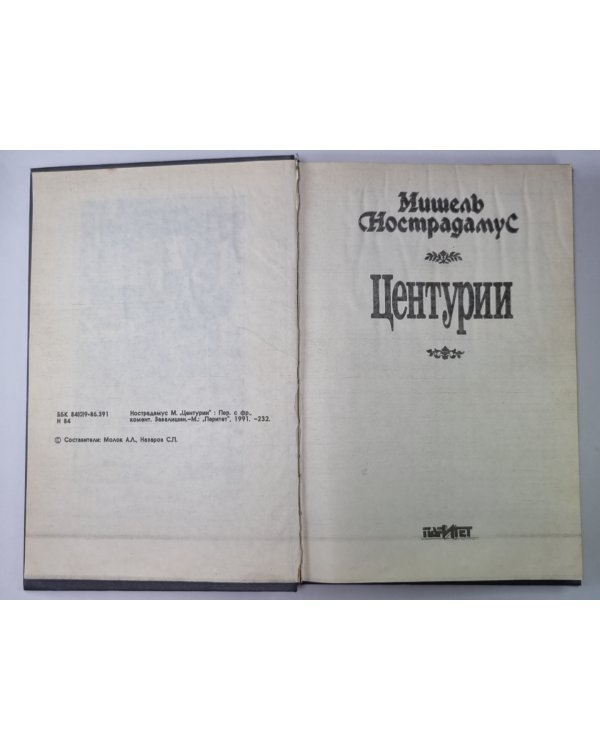 ББК 84(0)9-86.391
Н 84
Нострадамус М. „Центурии" : Пер. с фр.,
комент. Завалишин.—М.: „Паритет", 1991. —232.
© Составители: Молок А.Л., Назаров С.П.
Мишель
Нострадамус
Центурии
Паритет